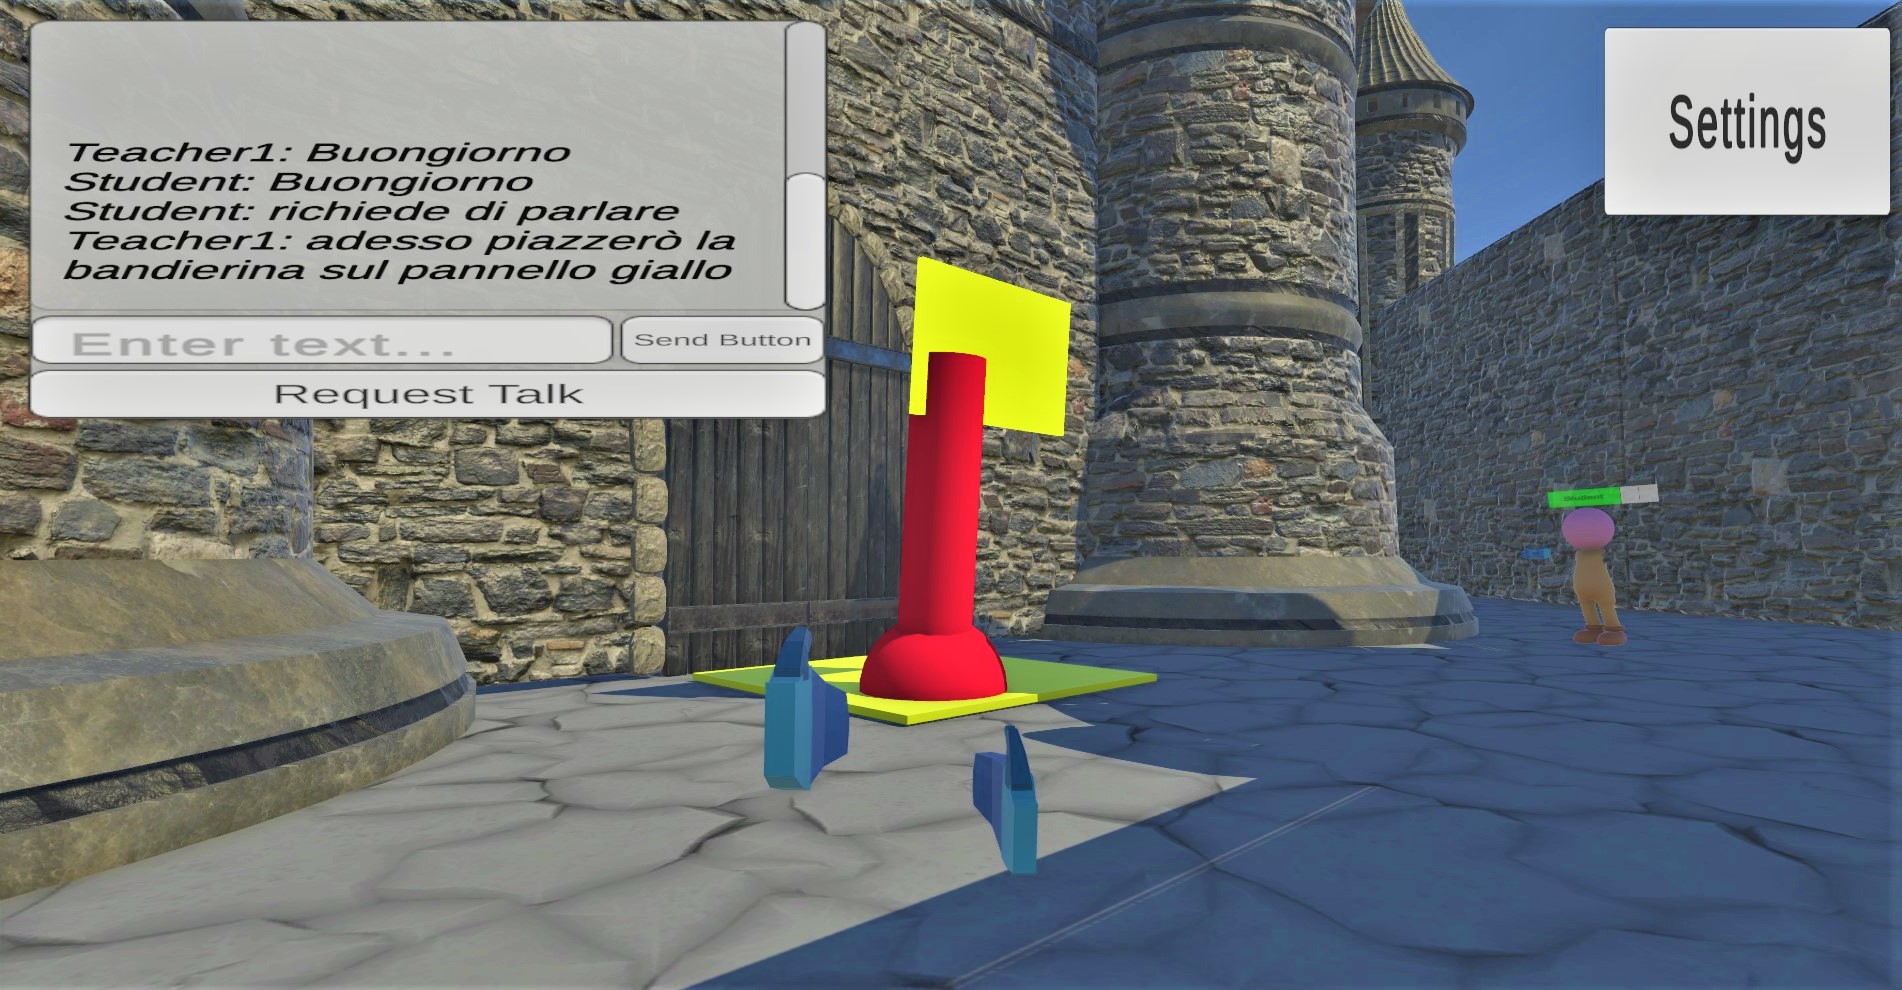 Teacher1: Buongiorno
Student: Buongiorno
Student: richiede di parlare
Teacher1: adesso piazzerò la
bandierina sul pannello giallo
Enter text...
Send Button
Request Talk
Settings
Student